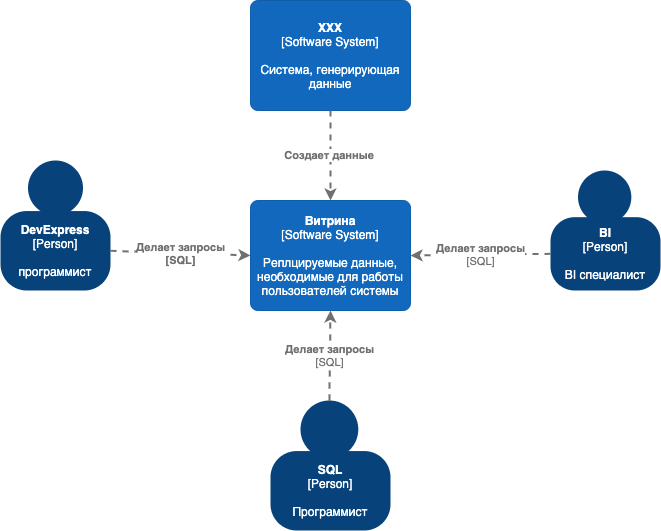 XXX
[Software System]
Система, генерирующая
данные
Создает данные
DevExpress
[Person]
программист
Делает запросы
[SQL]
Витрина
[Software System]
Реплцируемые данные,
необходимые для работы
пользователей системы
Делает запросы
[SQL]
BI
[Person]
BI специалист
Делает запросы
[SQL]
SQL
[Person]
Программист